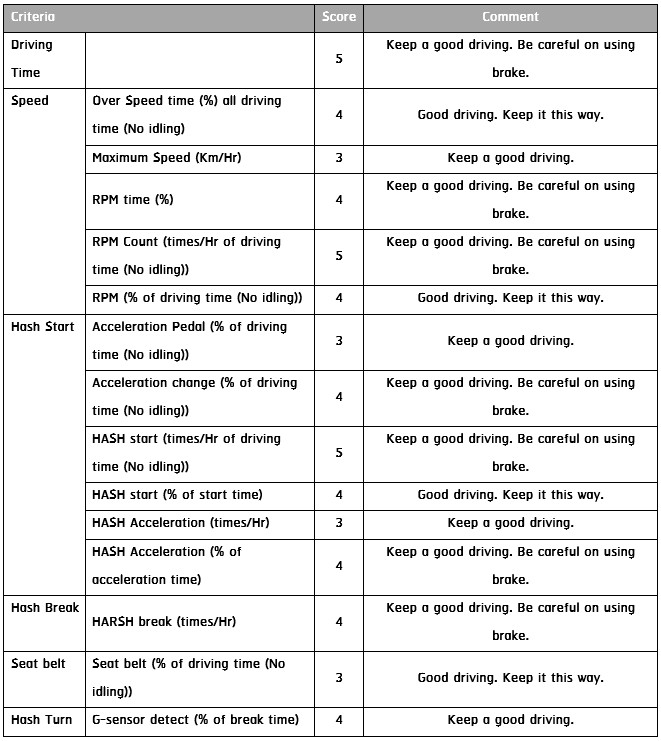 Criteria Score Comment
Driving
Time
5
Keep a good driving. Be careful on using
brake.
Speed
Over Speed time (%) all driving
time (No idling)
4
Good driving. Keep it this way.
Maximum Speed (Km/Hr) 3 Keep a good driving.
RPM time (%) 4
Keep a good driving. Be careful on using
brake.
RPM Count (times/Hr of driving
time (No idling))
5
Keep a good driving. Be careful on using
brake.
RPM (% of driving time (No idling)) 4 Good driving. Keep it this way.
Hash Start
Acceleration Pedal (% of driving
time (No idling))
3
Keep a good driving.
Acceleration change (% of driving
time (No idling))
4
Keep a good driving. Be careful on using
brake.
HASH start (times/Hr of driving
time (No idling))
5
Keep a good driving. Be careful on using
brake.
HASH start (% of start time) 4 Good driving. Keep it this way.
HASH Acceleration (times/Hr) 3 Keep a good driving.
HASH Acceleration (% of
acceleration time)
4
Keep a good driving. Be careful on using
brake.
Hash Break
HARSH break (times/Hr)
4
Keep a good driving. Be careful on using
brake.
Seat belt
Seat belt (% of driving time (No
idling))
3
Good driving. Keep it this way.
Hash Turn G-sensor detect (% of break time) 4 Keep a good driving.